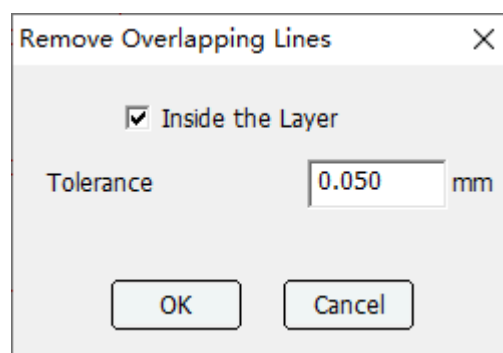 Remove Overlapping Lines
Inside the Layer
Tolerance 0.050 mm
OK Cancel